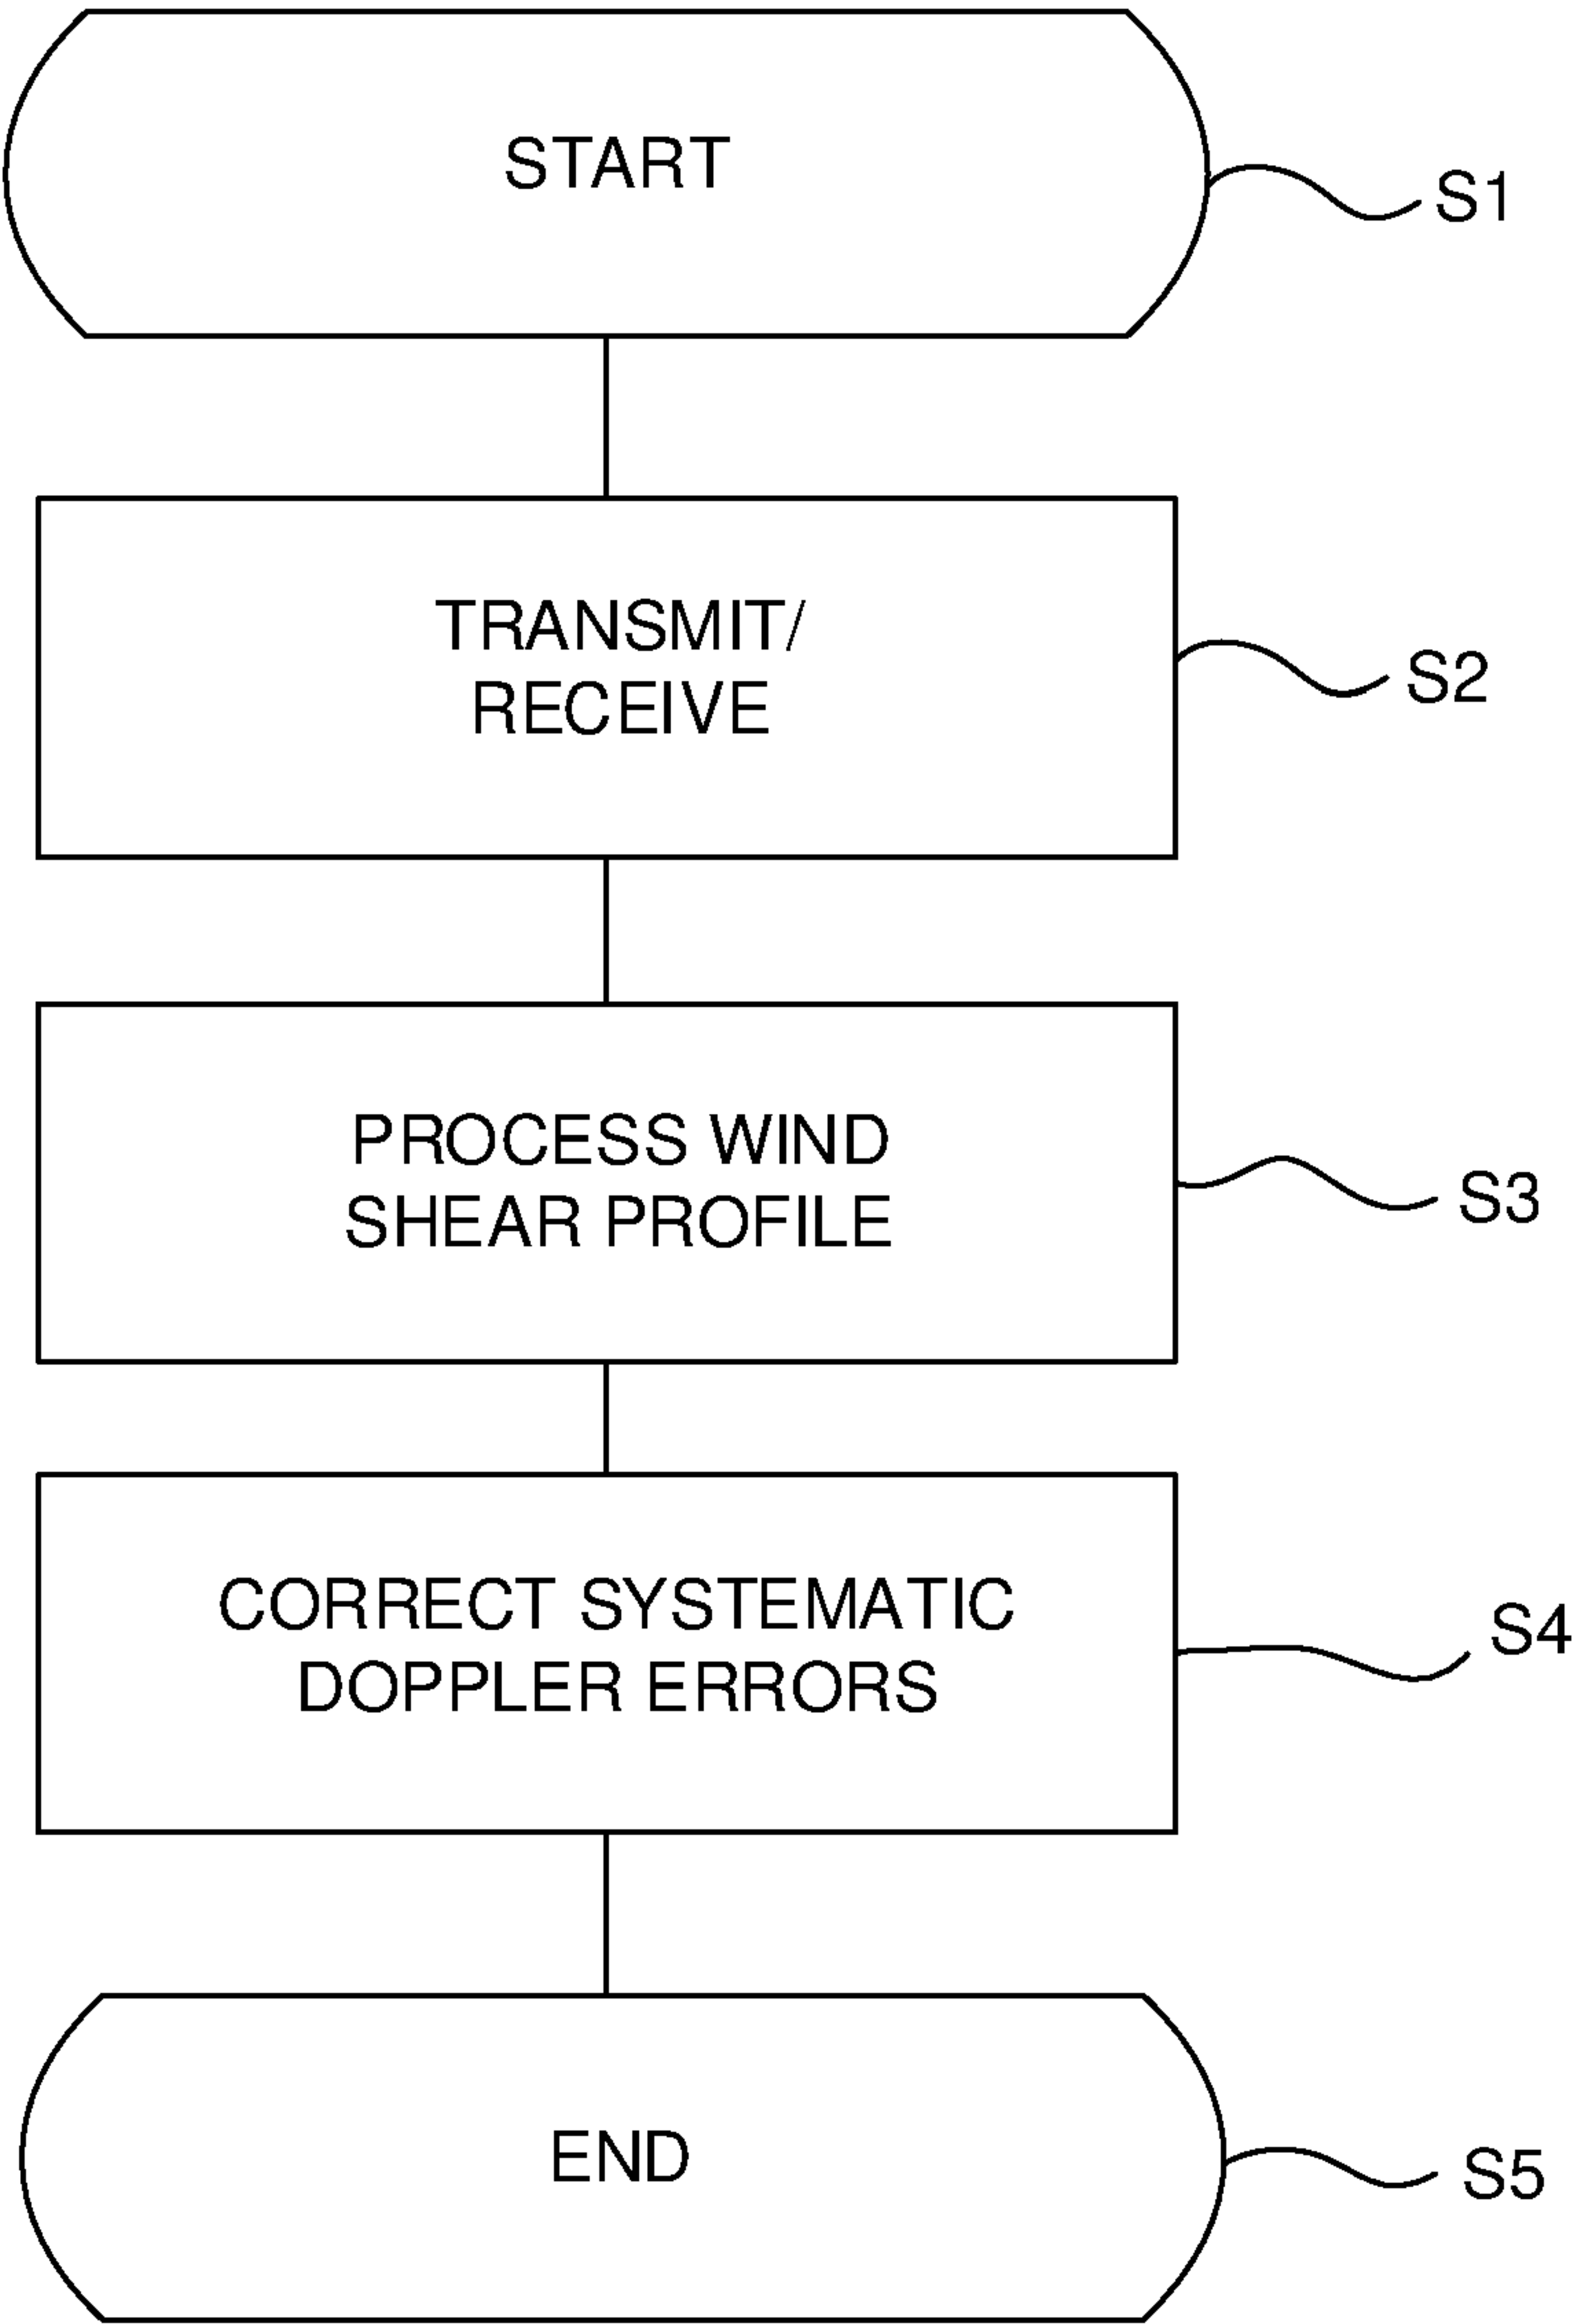 START
S1
TRANSMIT/
RECEIVE
S2
PROCESS WIND
SHEAR PROFILE
S3
CORRECT SYSTEMATIC
DOPPLER ERRORS
S4
END
S5